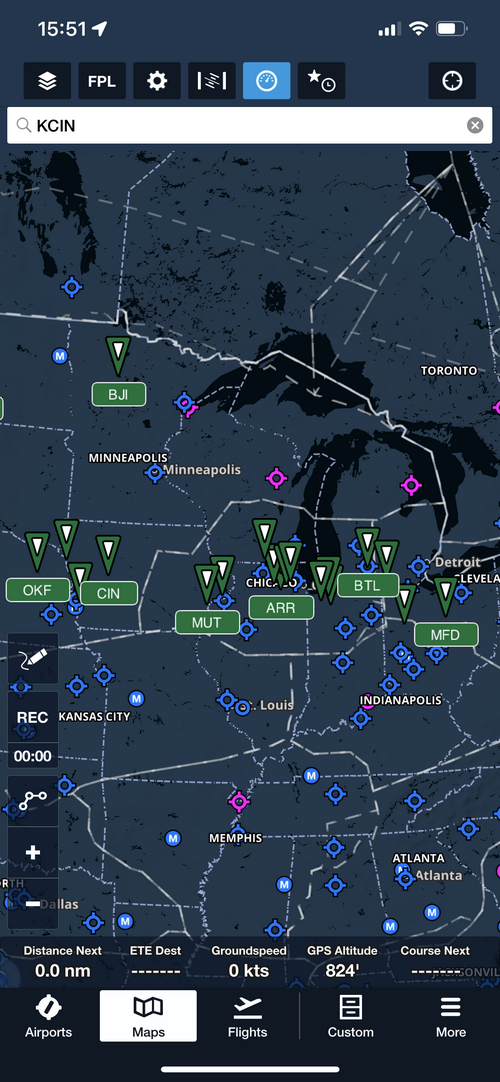 15:51
FPL
KCIN
TORONTO
BJI
MINNEAPOLIS
Minneapolis
Detroit
CHICAGO
CLEVELA
OKF
CIN
BTL
ARR
MUT
MFD
INDIANAPOLIS
. Louis
REC
KANSAS CITY
00:00
MEMPHIS
ATLANTA
Atlanta
RTH
Dallas
M
M
M
M
M
M
M
M
+
−
Distance Next
ETE Dest
Groundspeed
GPS Altitude
Course Next
0.0 nm
-------
0 kts
824'
-------
Airports
Maps
Flights
Custom
More